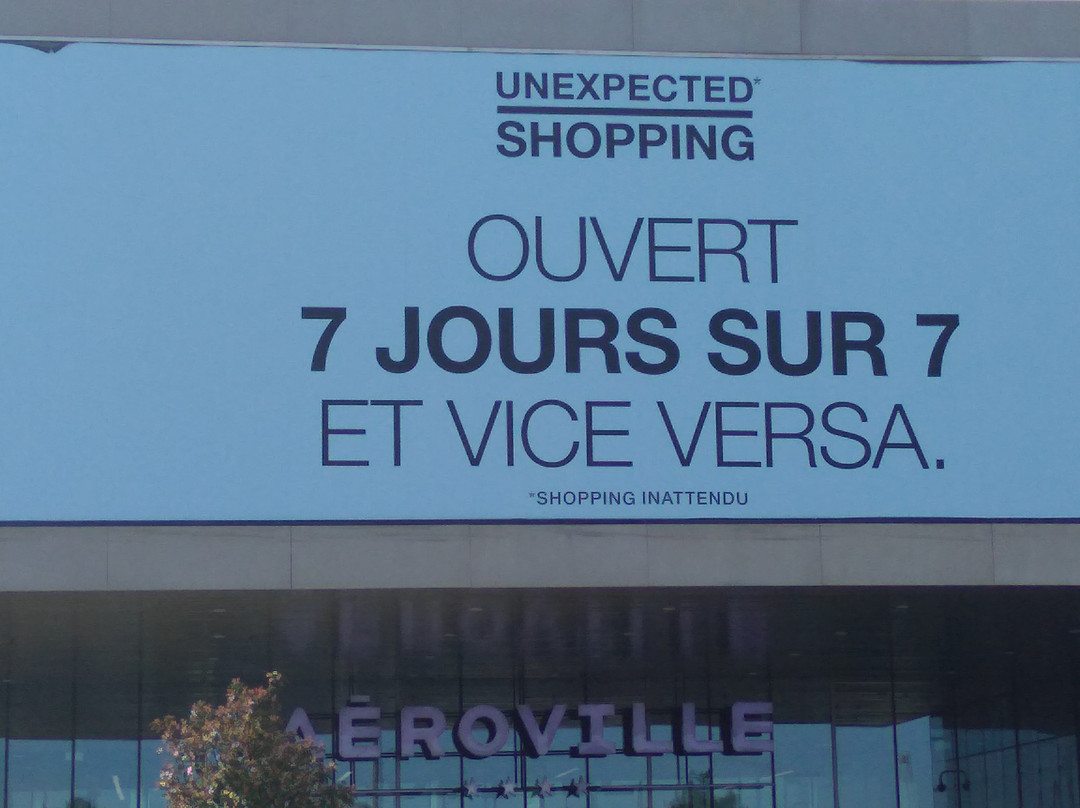 UNEXPECTED*
SHOPPING
OUVERT
7 JOURS SUR 7
ET VICE VERSA.
*SHOPPING INATTENDU
AÉROVILLE